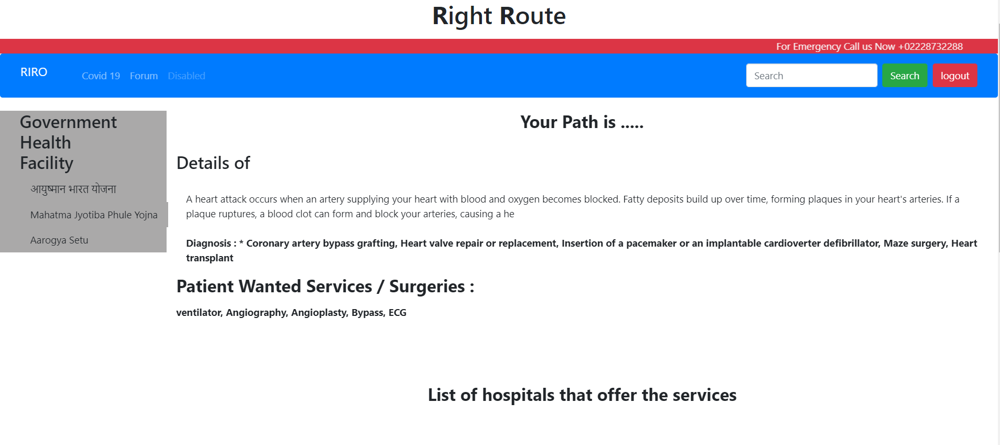 Right Route
For Emergency Call us Now +02228732288
RIRO
Covid 19 Forum Disabled
Search
Search
logout
Government
Health
Facility
आयुष्मान भारत योजना
Mahatma Jyotiba Phule Yojna
Aarogya Setu
Your Path is .....
Details of
A heart attack occurs when an artery supplying your heart with blood and oxygen becomes blocked. Fatty deposits build up over time, forming plaques in your heart's arteries. If a
plaque ruptures, a blood clot can form and block your arteries, causing a he
Diagnosis : * Coronary artery bypass grafting, Heart valve repair or replacement, Insertion of a pacemaker or an implantable cardioverter defibrillator, Maze surgery, Heart
transplant
Patient Wanted Services / Surgeries :
ventilator, Angiography, Angioplasty, Bypass, ECG
List of hospitals that offer the services